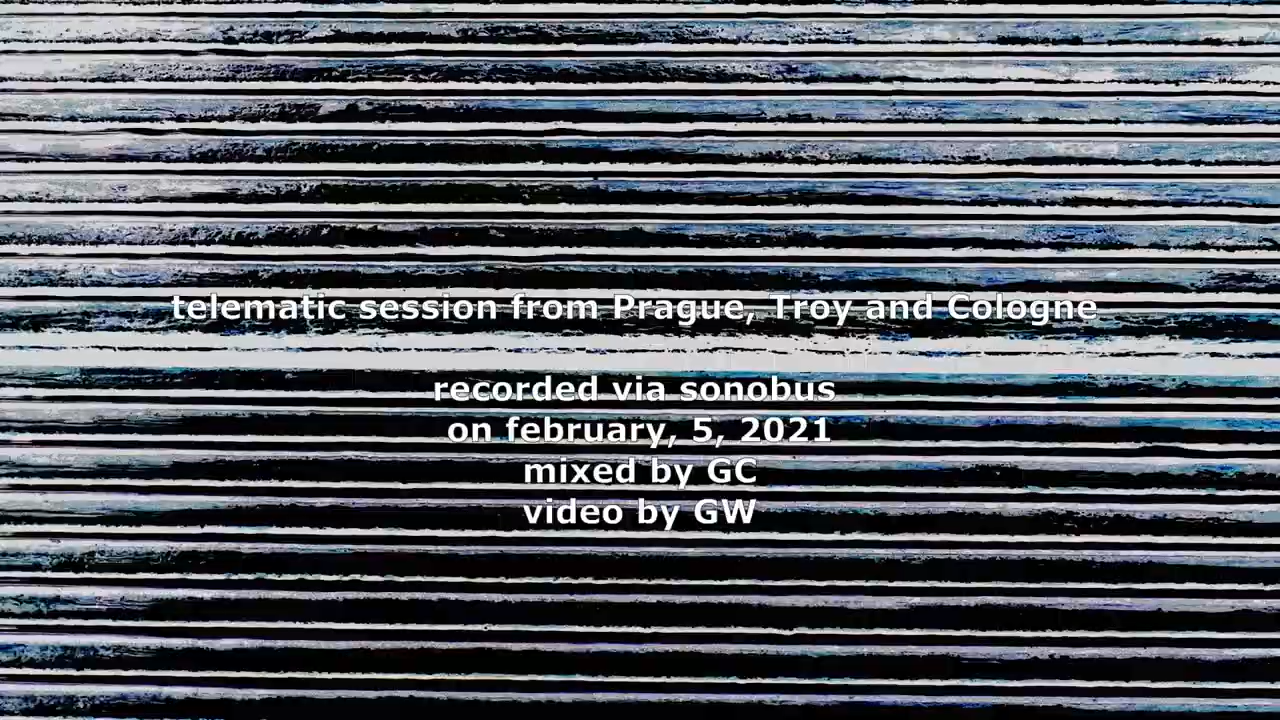 telematic session from Prague, Troy and Cologne
recorded via sonobus
on february, 5, 2021
mixed by GC
video by GW